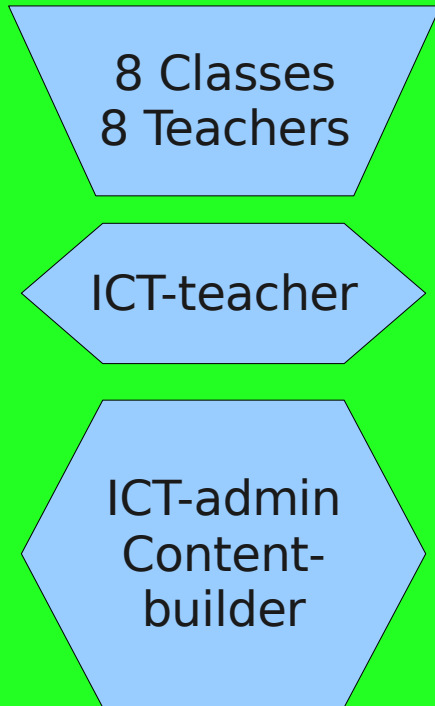 8 Classes
8 Teachers
ICT-teacher
ICT-admin
Content-
builder